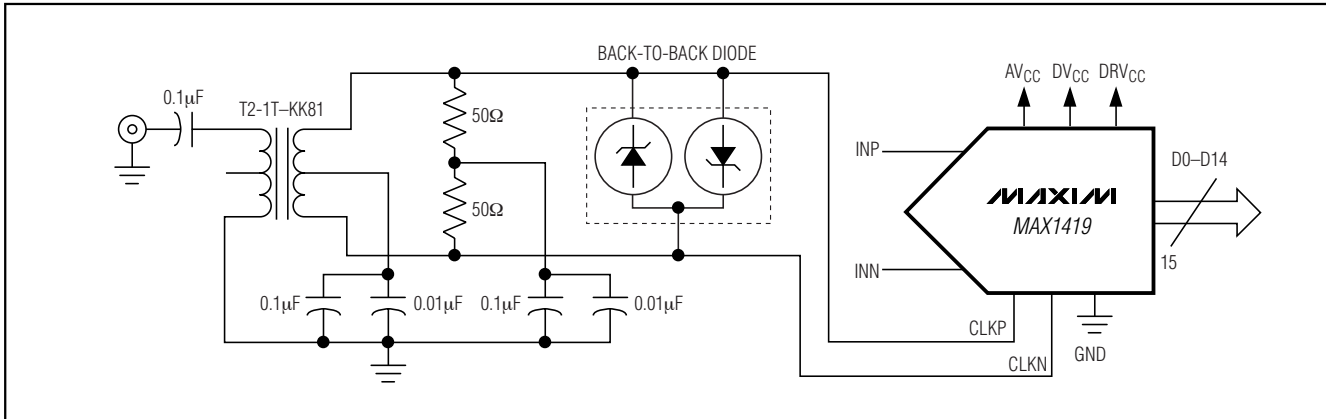 BACK-TO-BACK DIODE
AVCC DVCC DRVCC
0.1µF
T2-1T–KK81
50Ω
50Ω
INP
INN
MAXIM
MAX1419
D0–D14
15
0.1µF
0.01µF
0.1µF
0.01µF
CLKP
CLKN
GND